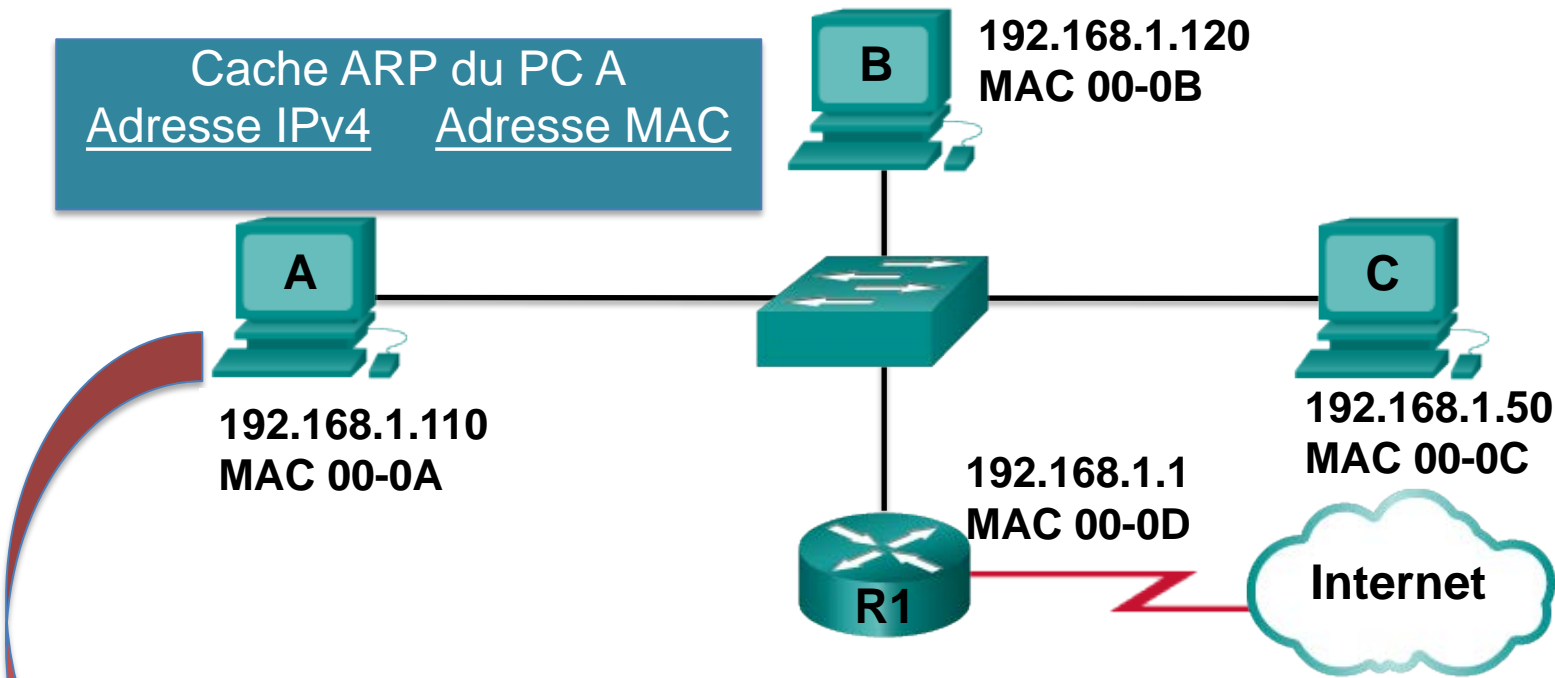 Cache ARP du PC A
Adresse IPv4 Adresse MAC
B
192.168.1.120
MAC 00-0B
A
192.168.1.110
MAC 00-0A
C
192.168.1.50
MAC 00-0C
192.168.1.1
MAC 00-0D
R1
Internet